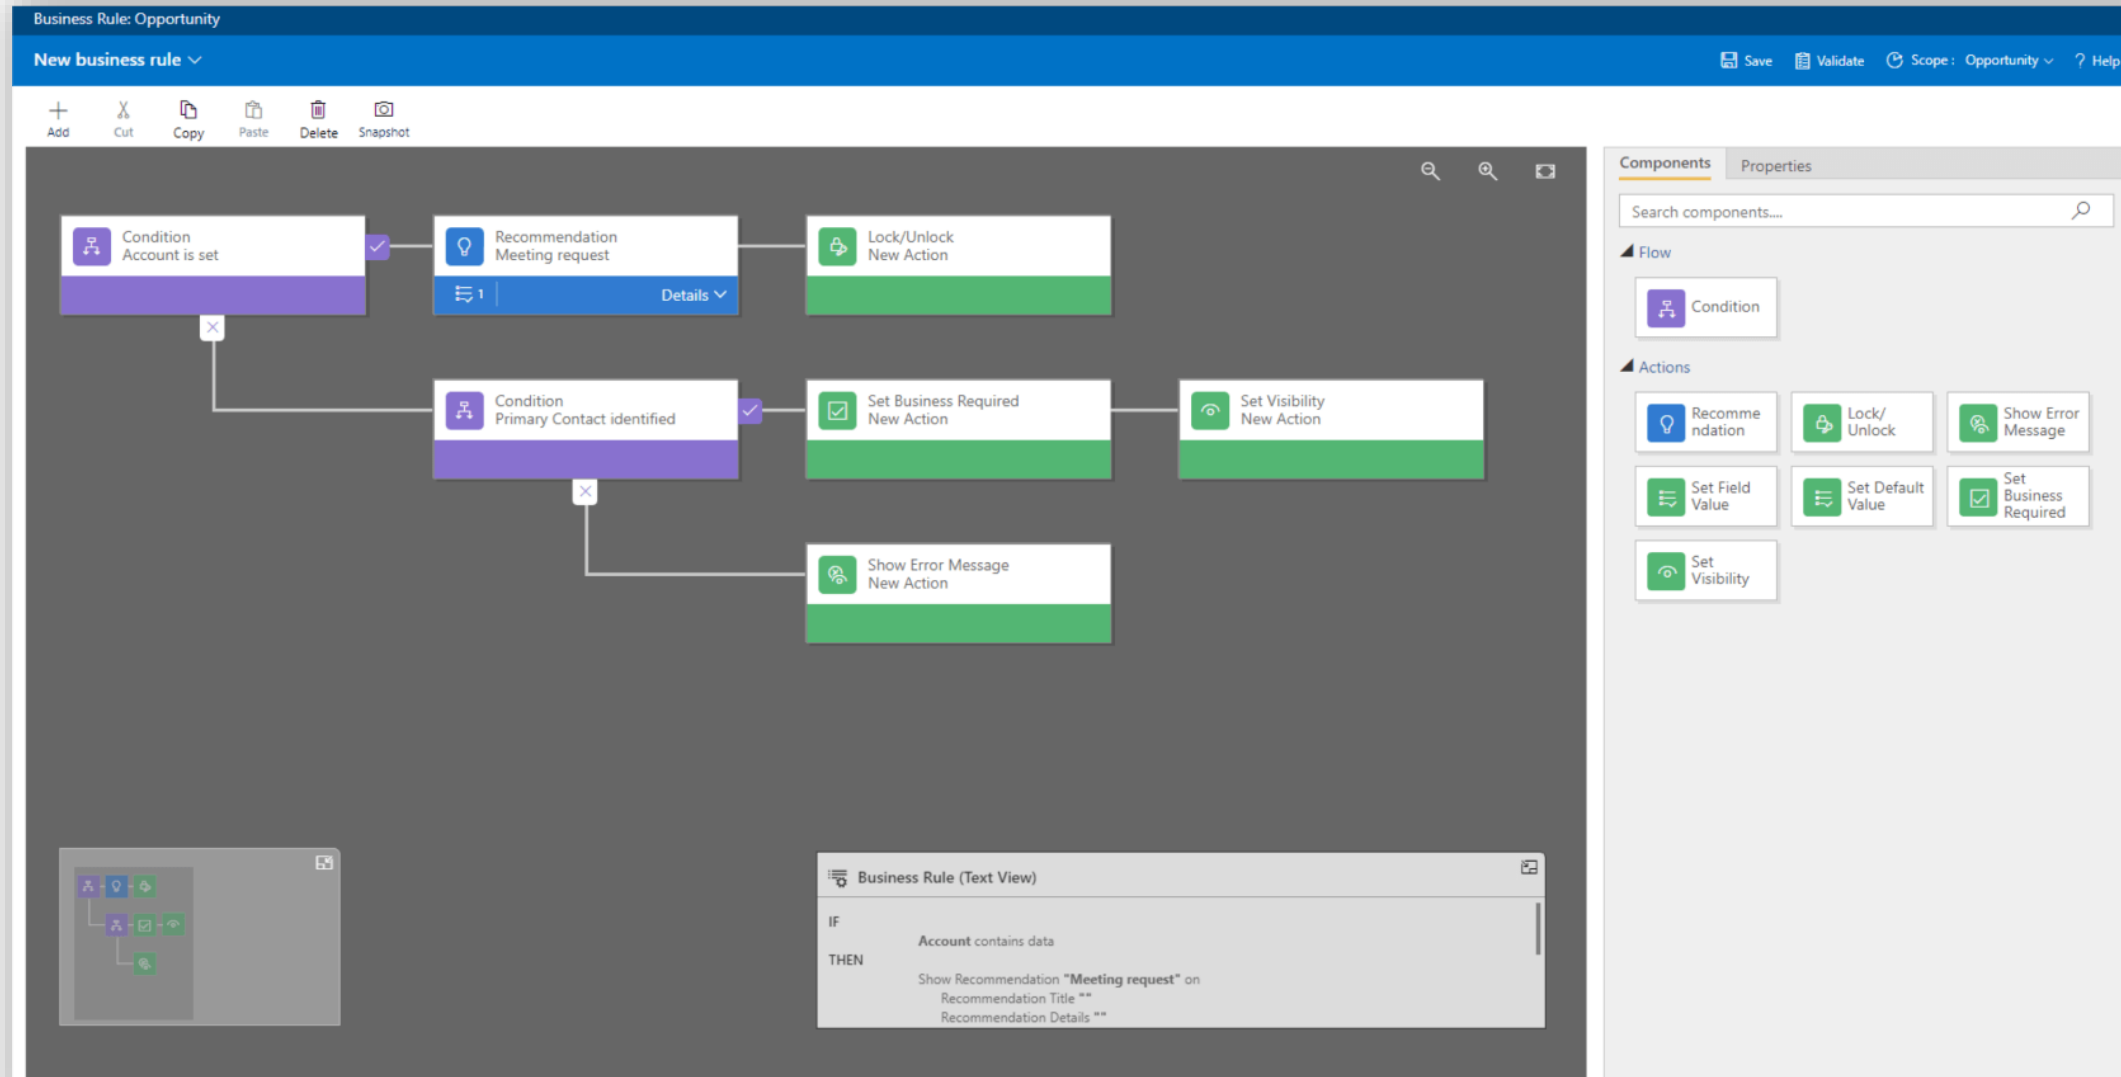 Business Rule: Opportunity
New business rule
Save
Validate
Scope : Opportunity
? Help
Add
Cut
Copy
Paste
Delete
Snapshot
Components
Properties
Search components....
Flow
Condition
Actions
Recomme
ndation
Lock/
Unlock
Show Error
Message
Set Field
Value
Set Default
Value
Set
Business
Required
Set
Visibility
Condition
Account is set
Recommendation
Meeting request
1
Details
Lock/Unlock
New Action
Condition
Primary Contact identified
Set Business Required
New Action
Set Visibility
New Action
Show Error Message
New Action
Business Rule (Text View)
IF
Account contains data
THEN
Show Recommendation "Meeting request" on
Recommendation Title ""
Recommendation Details ""